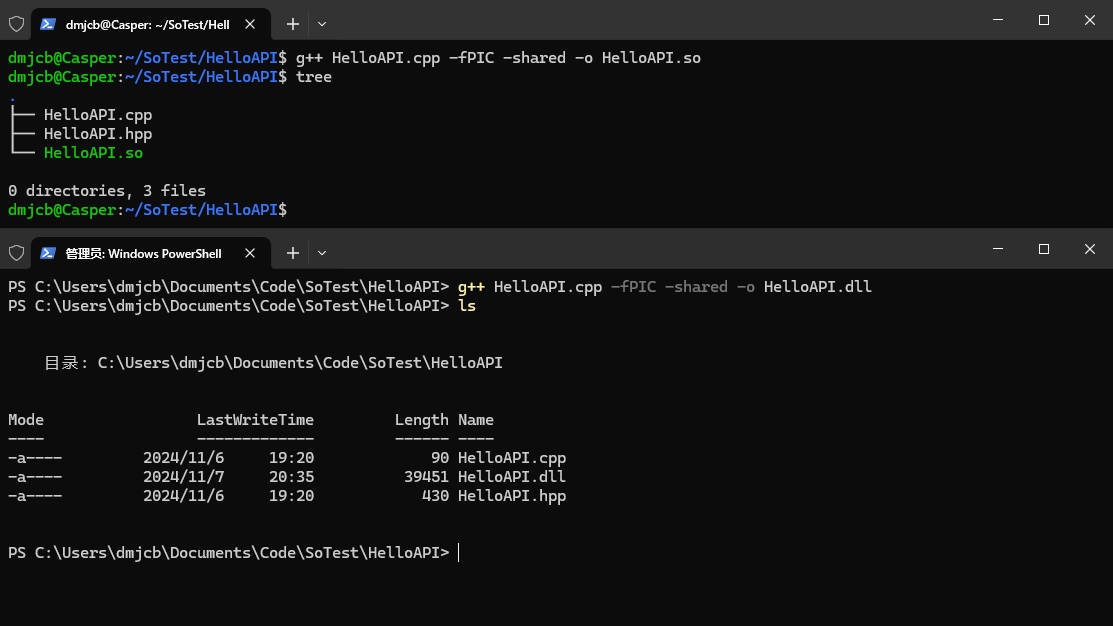 dmjcb@Casper: ~/SoTest/Hell
dmjcb@Casper:~/SoTest/HelloAPI$ g++ HelloAPI.cpp -fPIC -shared -o HelloAPI.so
dmjcb@Casper:~/SoTest/HelloAPI$ tree
.
├── HelloAPI.cpp
├── HelloAPI.hpp
└── HelloAPI.so
0 directories, 3 files
dmjcb@Casper:~/SoTest/HelloAPI$
管理员: Windows PowerShell
PS C:\Users\dmjcb\Documents\Code\SoTest\HelloAPI> g++ HelloAPI.cpp -fPIC -shared -o HelloAPI.dll
PS C:\Users\dmjcb\Documents\Code\SoTest\HelloAPI> ls
目录: C:\Users\dmjcb\Documents\Code\SoTest\HelloAPI
Mode                 LastWriteTime         Length Name
----                 -------------         ------ ----
-a----         2024/11/6     19:20             90 HelloAPI.cpp
-a----         2024/11/7     20:35          39451 HelloAPI.dll
-a----         2024/11/6     19:20            430 HelloAPI.hpp
PS C:\Users\dmjcb\Documents\Code\SoTest\HelloAPI>